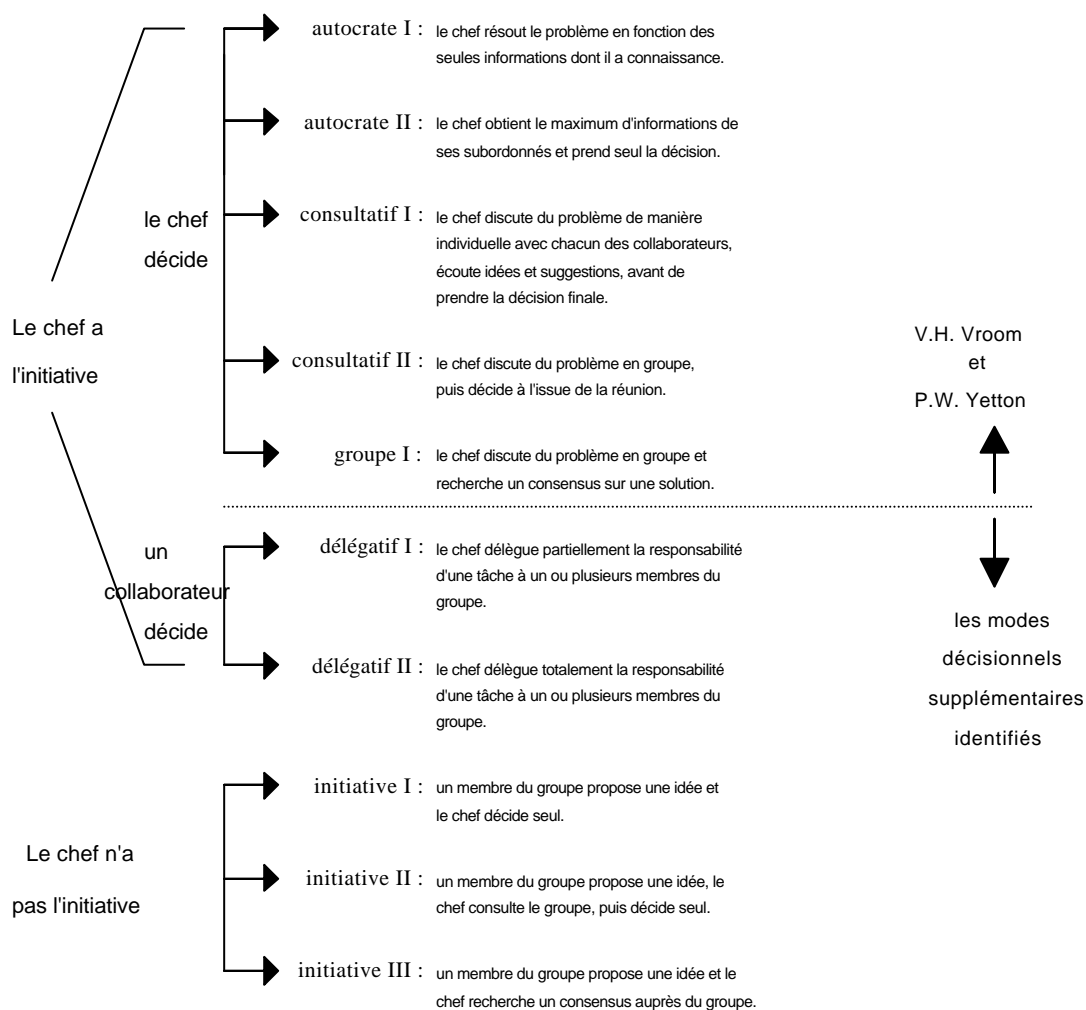 autocrate I : le chef résout le problème en fonction des
seules informations dont il a connaissance.
autocrate II : le chef obtient le maximum d'informations de
ses subordonnés et prend seul la décision.
le chef
décide
consultatif I : le chef discute du problème de manière
individuelle avec chacun des collaborateurs,
écoute idées et suggestions, avant de
prendre la décision finale.
Le chef a
l'initiative
consultatif II : le chef discute du problème en groupe,
puis décide à l'issue de la réunion.
groupe I : le chef discute du problème en groupe et
recherche un consensus sur une solution.
V.H. Vroom
et
P.W. Yetton
un
collaborateur
décide
délégatif I : le chef délègue partiellement la responsabilité
d'une tâche à un ou plusieurs membres du
groupe.
délégatif II : le chef délègue totalement la responsabilité
d'une tâche à un ou plusieurs membres du
groupe.
les modes
décisionnels
supplémentaires
identifiés
Le chef n'a
pas l'initiative
initiative I : un membre du groupe propose une idée et
le chef décide seul.
initiative II : un membre du groupe propose une idée, le
chef consulte le groupe, puis décide seul.
initiative III : un membre du groupe propose une idée et le
chef recherche un consensus auprès du groupe.